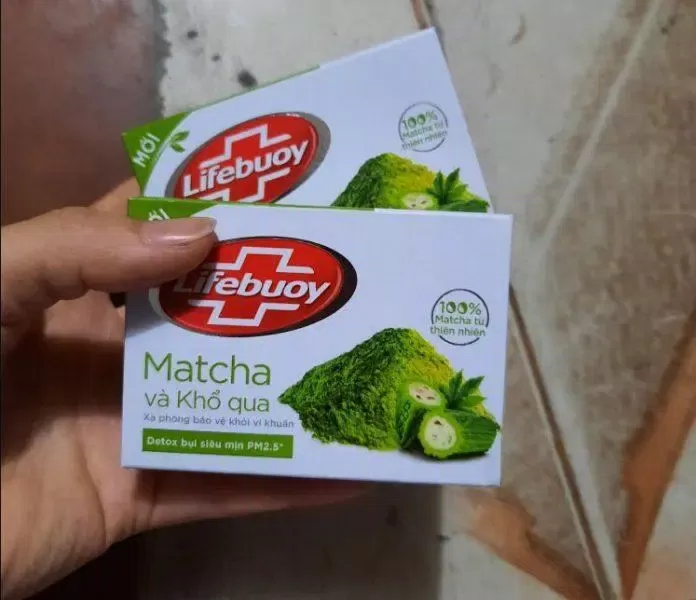 MỚI
Lifebuoy
100%
Matcha từ
thiên nhiên
Lifebuoy
100%
Matcha từ
thiên nhiên
Matcha
và Khổ qua
Xà phòng bảo vệ khỏi vi khuẩn
Detox bụi siêu mịn PM2.5*